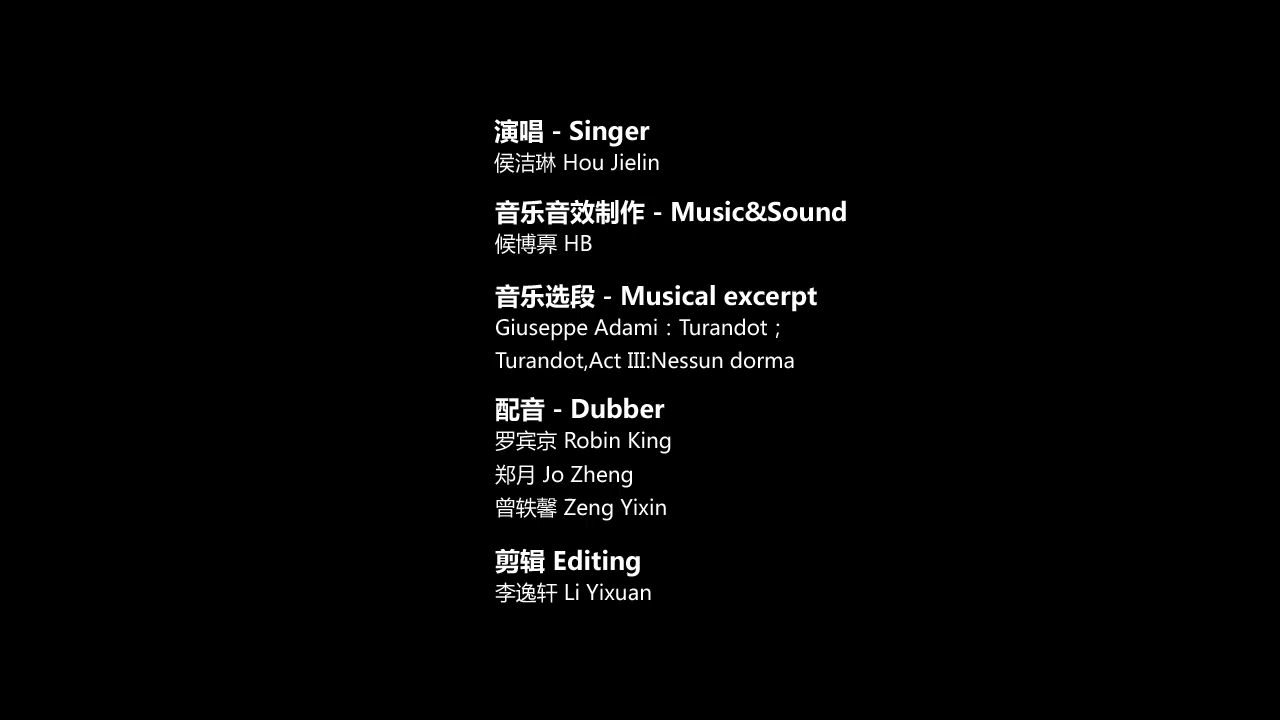 演唱 - Singer
侯洁琳 Hou Jielin
音乐音效制作 - Music&Sound
候博奡 HB
音乐选段 - Musical excerpt
Giuseppe Adami：Turandot；
Turandot,Act III:Nessun dorma
配音 - Dubber
罗宾京 Robin King
郑月 Jo Zheng
曾轶馨 Zeng Yixin
剪辑 Editing
李逸轩 Li Yixuan